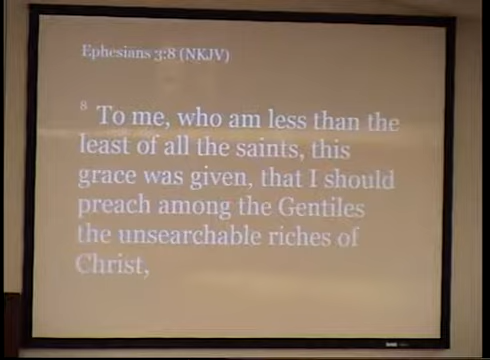 Ephesians 3:8 (NKJV)
8 To me, who am less than the
least of all the saints, this
grace was given, that I should
preach among the Gentiles
the unsearchable riches of
Christ,